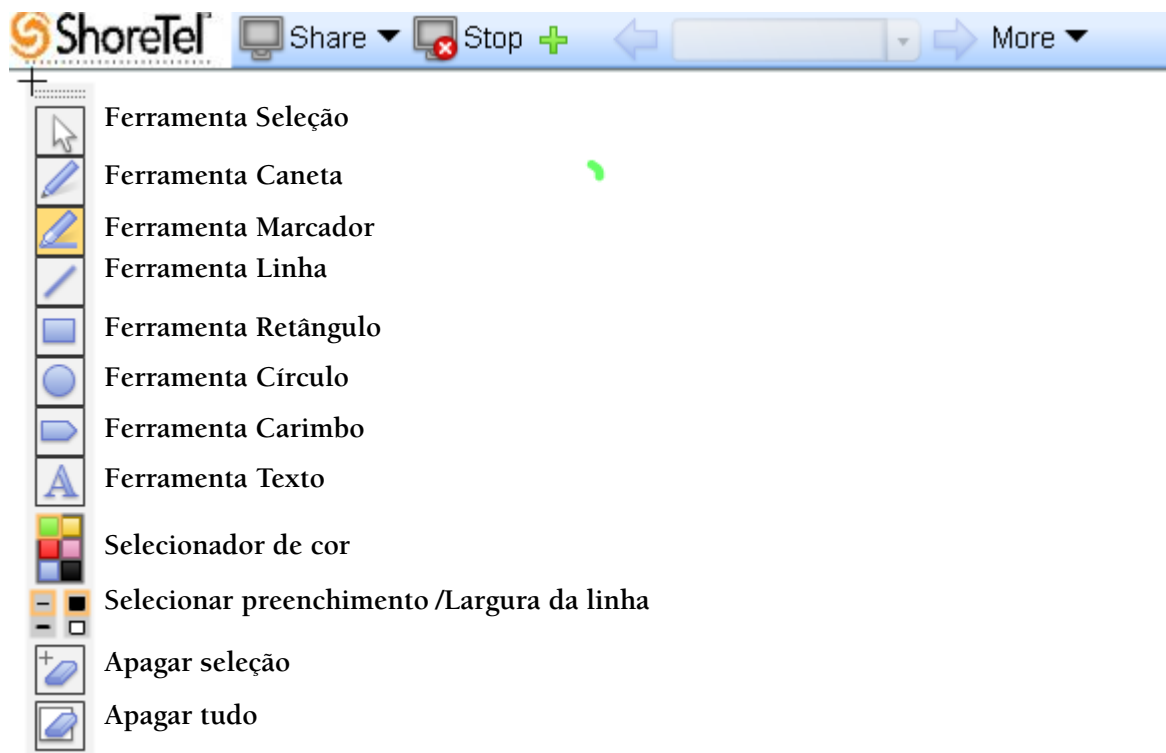 ShoreTel Share Stop More
Ferramenta Seleção
Ferramenta Caneta
Ferramenta Marcador
Ferramenta Linha
Ferramenta Retângulo
Ferramenta Círculo
Ferramenta Carimbo
A Ferramenta Texto
Selecionador de cor
Selecionar preenchimento /Largura da linha
Apagar seleção
Apagar tudo